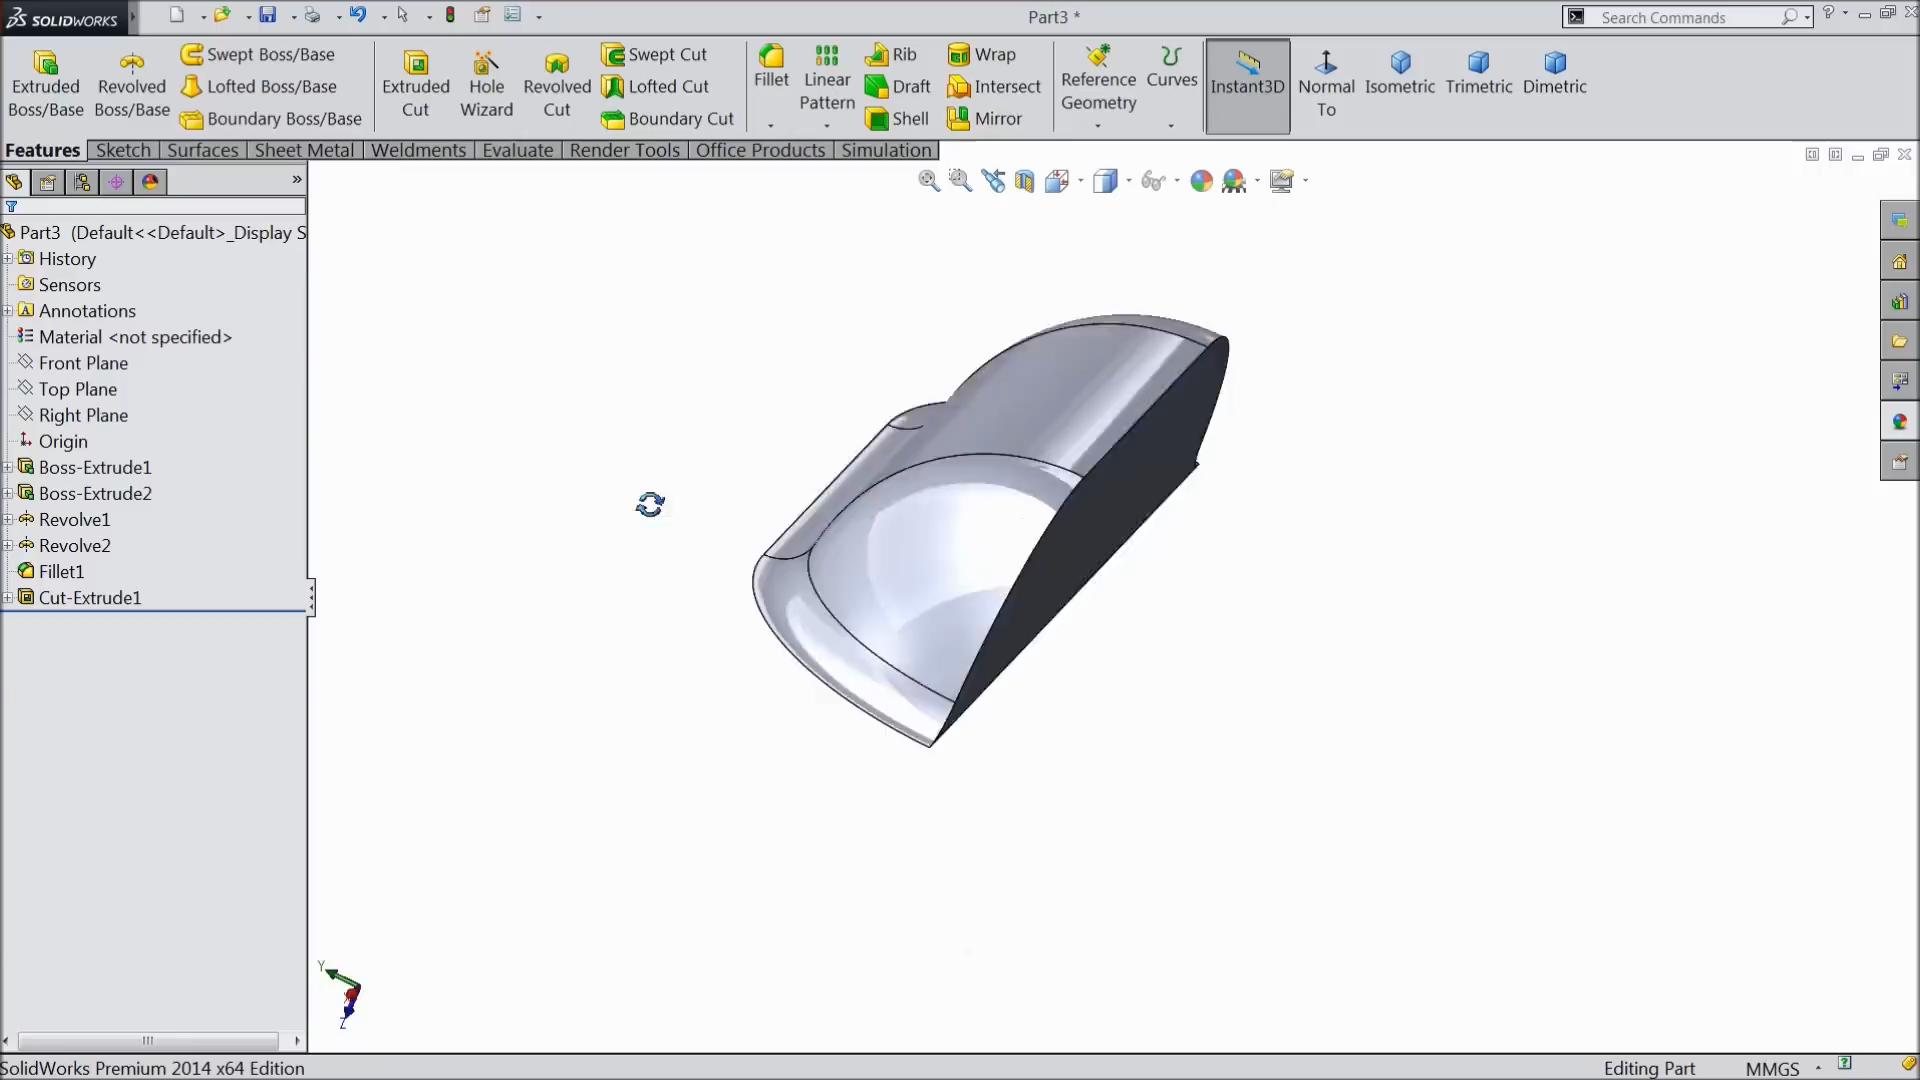 SOLIDWORKS
Part3 *
Search Commands
Extruded Boss/Base
Revolved Boss/Base
Swept Boss/Base
Lofted Boss/Base
Boundary Boss/Base
Extruded Cut
Hole Wizard
Revolved Cut
Swept Cut
Lofted Cut
Boundary Cut
Fillet
Linear Pattern
Rib
Draft
Shell
Wrap
Intersect
Mirror
Reference Geometry
Curves
Instant3D
Normal To
Isometric
Trimetric
Dimetric
Features
Sketch
Surfaces
Sheet Metal
Weldments
Evaluate
Render Tools
Office Products
Simulation
Part3 (Default<<Default>_Display S
History
Sensors
Annotations
Material <not specified>
Front Plane
Top Plane
Right Plane
Origin
Boss-Extrude1
Boss-Extrude2
Revolve1
Revolve2
Fillet1
Cut-Extrude1
Y
Z
SolidWorks Premium 2014 x64 Edition
Editing Part
MMGS